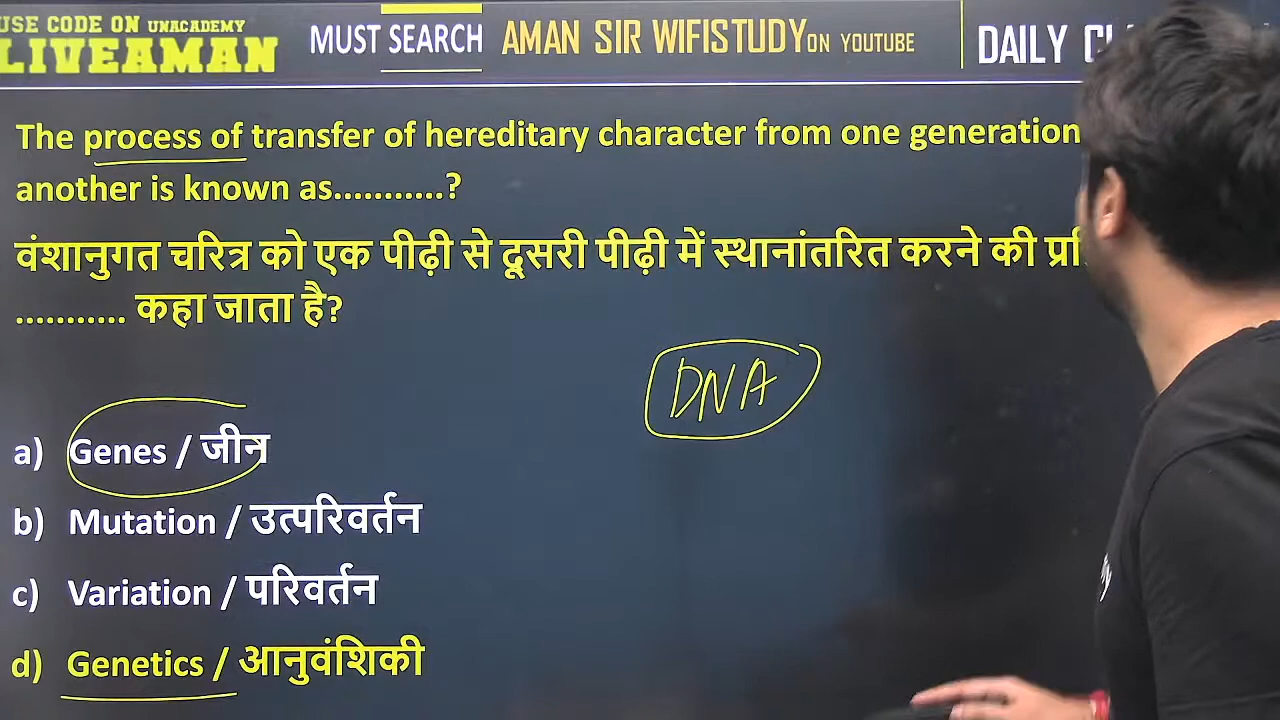 USE CODE ON UNACADEMY
LIVEAMAN
MUST SEARCH
AMAN SIR WIFISTUDY ON YOUTUBE
DAILY
The process of transfer of hereditary character from one generation
another is known as...........?
वंशानुगत चरित्र को एक पीढ़ी से दूसरी पीढ़ी में स्थानांतरित करने की
........... कहा जाता है?
DNA
a) Genes / जीन
b) Mutation / उत्परिवर्तन
c) Variation / परिवर्तन
d) Genetics / आनुवंशिकी